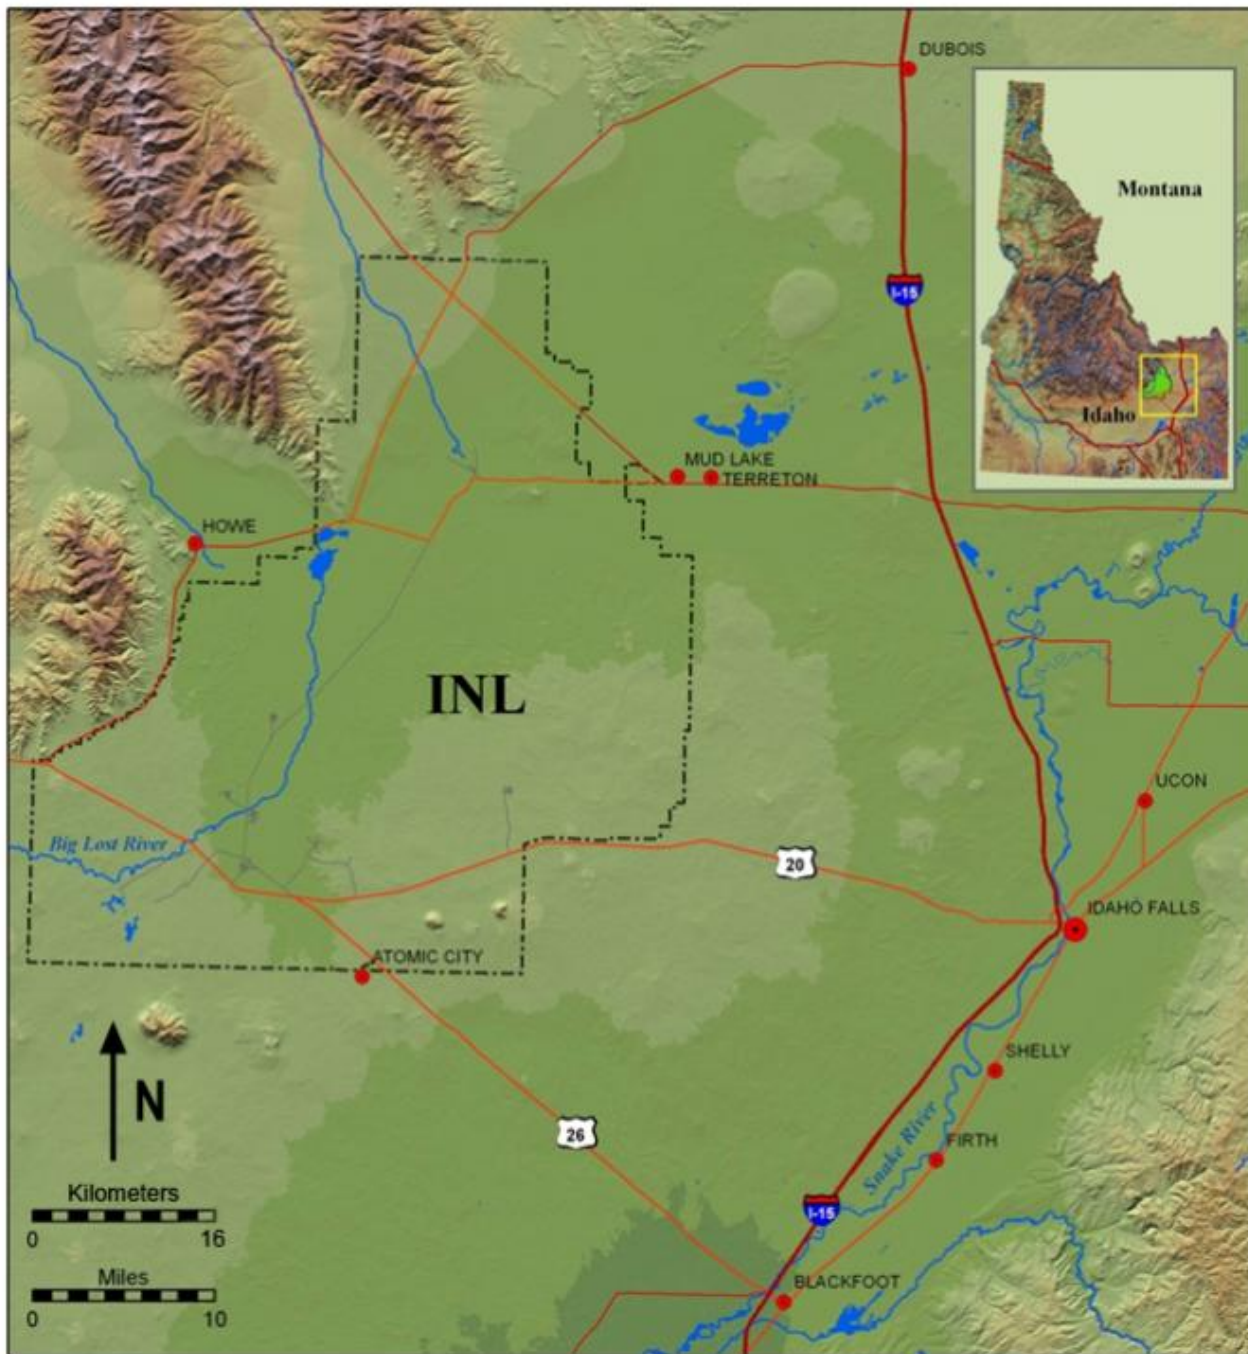 DUBOIS
Montana
I-15
Idaho
MUD LAKE
TERRETON
HOWE
INL
UCON
Big Lost River
20
IDAHO FALLS
ATOMIC CITY
SHELLY
N
26
Snake River
FIRTH
Kilometers
I-15
0 16
Miles
BLACKFOOT
0 10